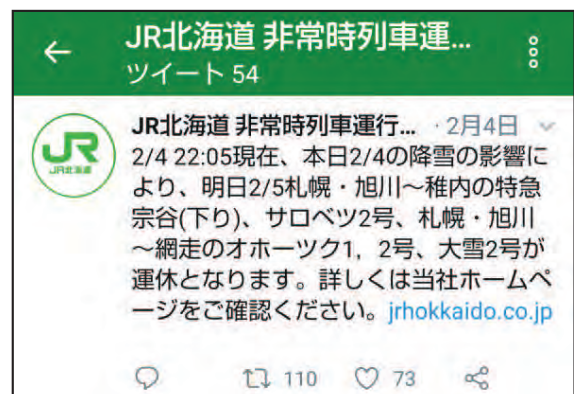 JR北海道 非常時列車運...
ツイート 54
JR北海道 非常時列車運行... ·2月4日
JR
JR北海道
2/4 22:05現在、本日2/4の降雪の影響に
より、明日2/5札幌・旭川～稚内の特急
宗谷(下り)、サロベツ2号、札幌・旭川
～網走のオホーツク1，2号、大雪2号が
運休となります。詳しくは当社ホームペ
ージをご確認ください。jrhokkaido.co.jp
110 73